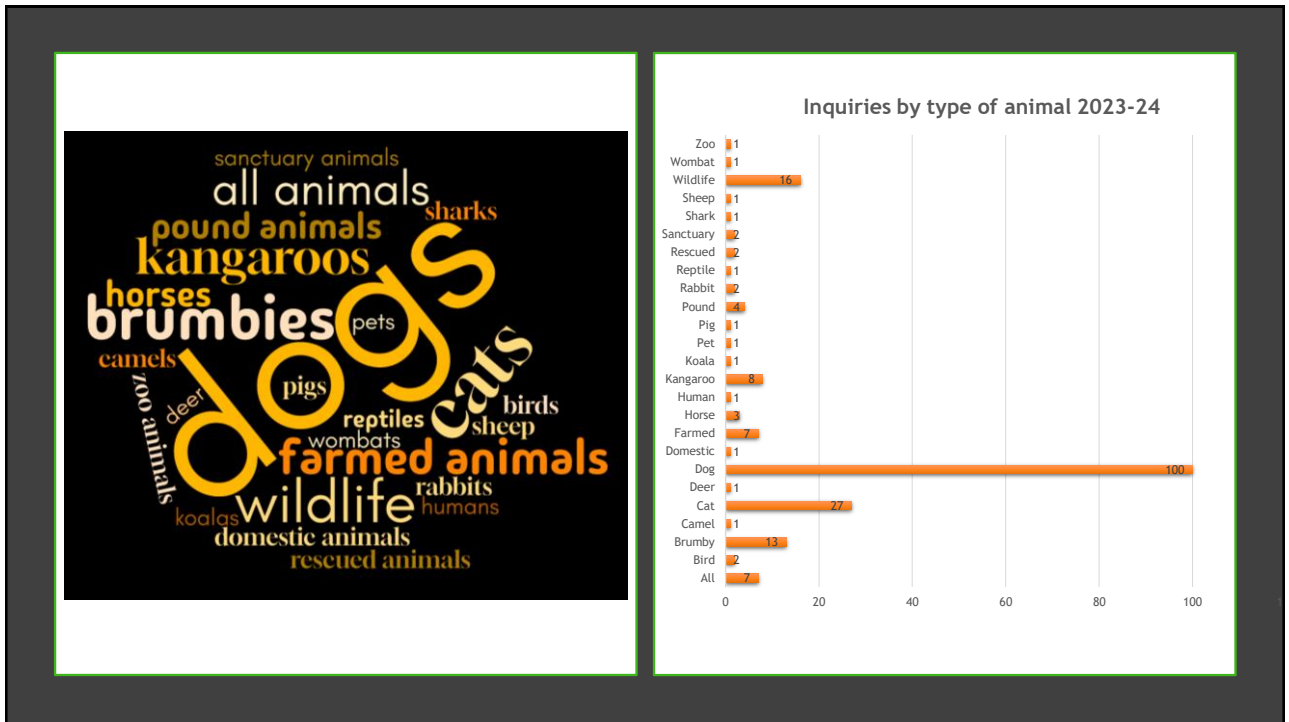 sanctuary animals
all animals
sharks
pound animals
kangaroos
horses
brumbies
dogs
pets
camels
cats
zoo animals
deer
pigs
birds
reptiles
sheep
wombats
farmed animals
rabbits
wildlife
humans
koalas
domestic animals
rescued animals
Inquiries by type of animal 2023-24
Zoo 1
Wombat 1
Wildlife 16
Sheep 1
Shark 1
Sanctuary 2
Rescued 2
Reptile 1
Rabbit 2
Pound 4
Pig 1
Pet 1
Koala 1
Kangaroo 8
Human 1
Horse 3
Farmed 7
Domestic 1
Dog 100
Deer 1
Cat 27
Camel 1
Brumby 13
Bird 2
All 7
0 20 40 60 80 100